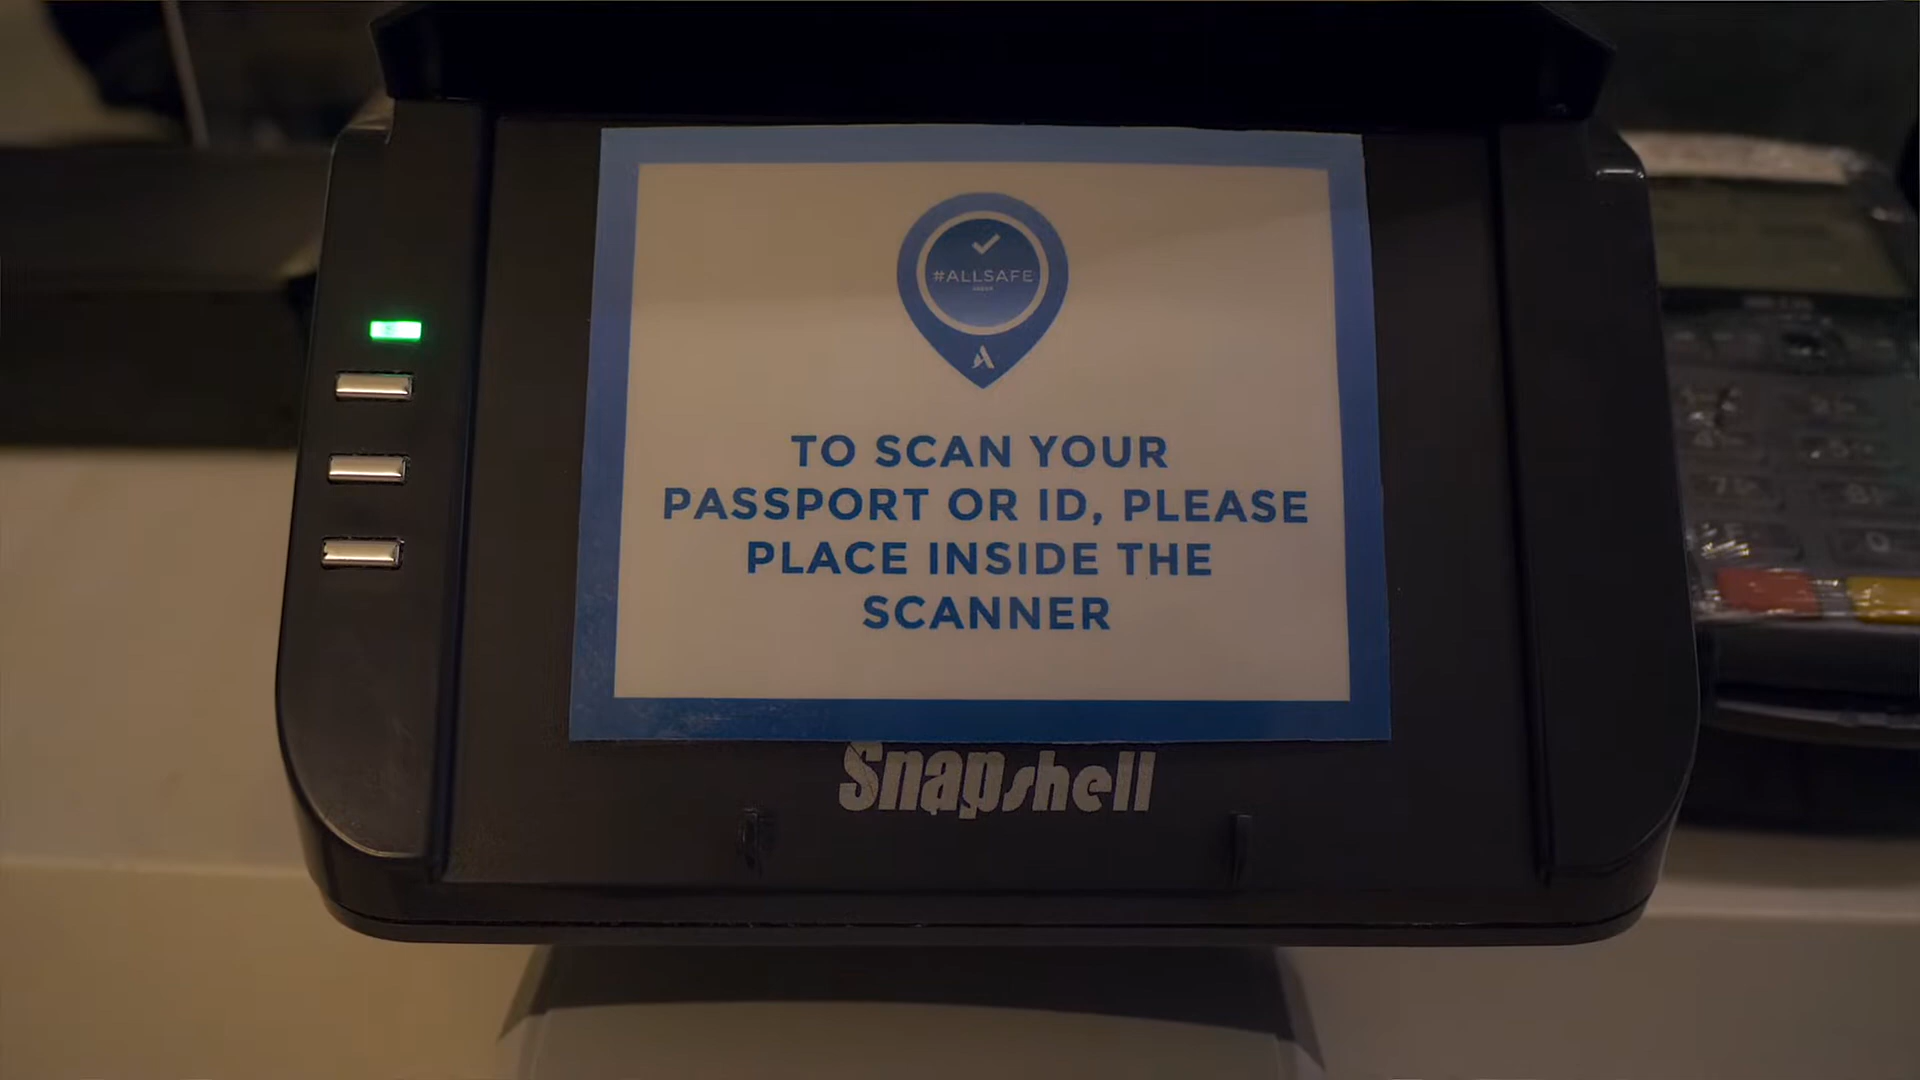 #ALLSAFE
TO SCAN YOUR
PASSPORT OR ID, PLEASE
PLACE INSIDE THE
SCANNER
Snapshell